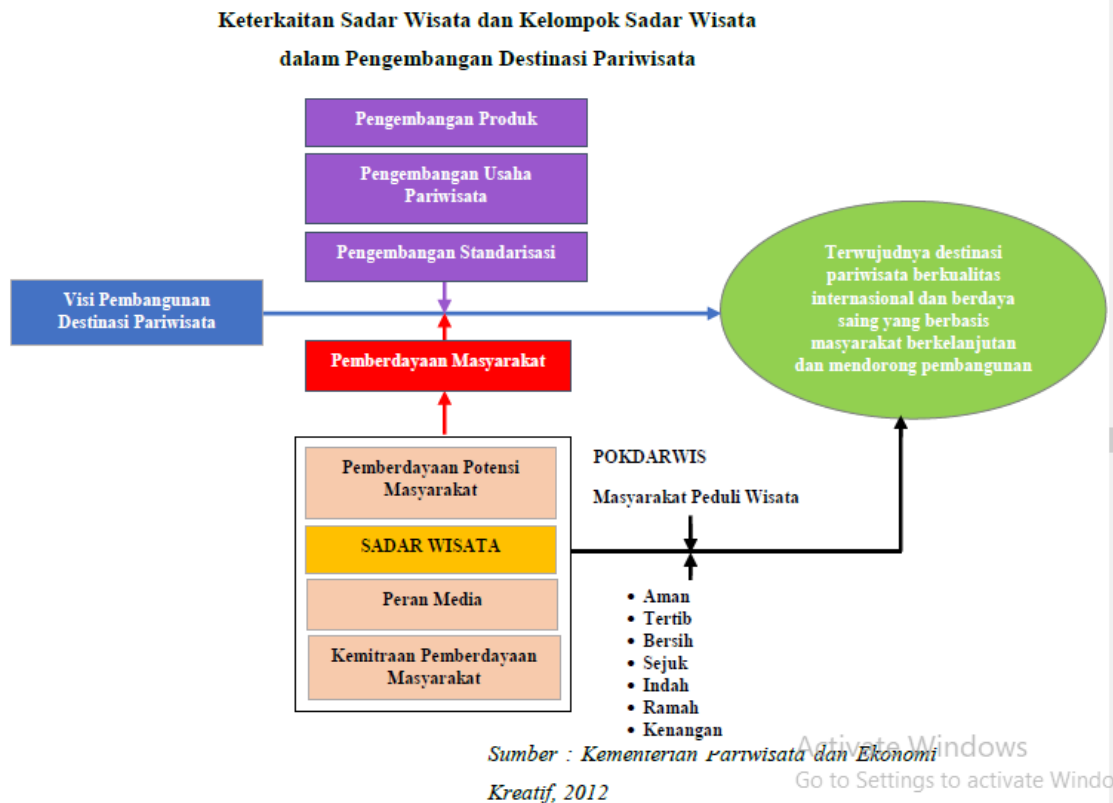 Keterkaitan Sadar Wisata dan Kelompok Sadar Wisata
dalam Pengembangan Destinasi Pariwisata
Pengembangan Produk
Pengembangan Usaha
Pariwisata
Pengembangan Standarisasi
Visi Pembangunan
Destinasi Pariwisata
Terwujudnya destinasi
pariwisata berkualitas
internasional dan berdaya
saing yang berbasis
masyarakat berkelanjutan
dan mendorong pembangunan
Pemberdayaan Masyarakat
Pemberdayaan Potensi
Masyarakat
SADAR WISATA
Peran Media
Kemitraan Pemberdayaan
Masyarakat
POKDARWIS
Masyarakat Peduli Wisata
• Aman
• Tertib
• Bersih
• Sejuk
• Indah
• Ramah
• Kenangan
Sumber : Kementerian Pariwisata dan Ekonomi
Kreatif, 2012
Activate Windows
Go to Settings to activate Windo